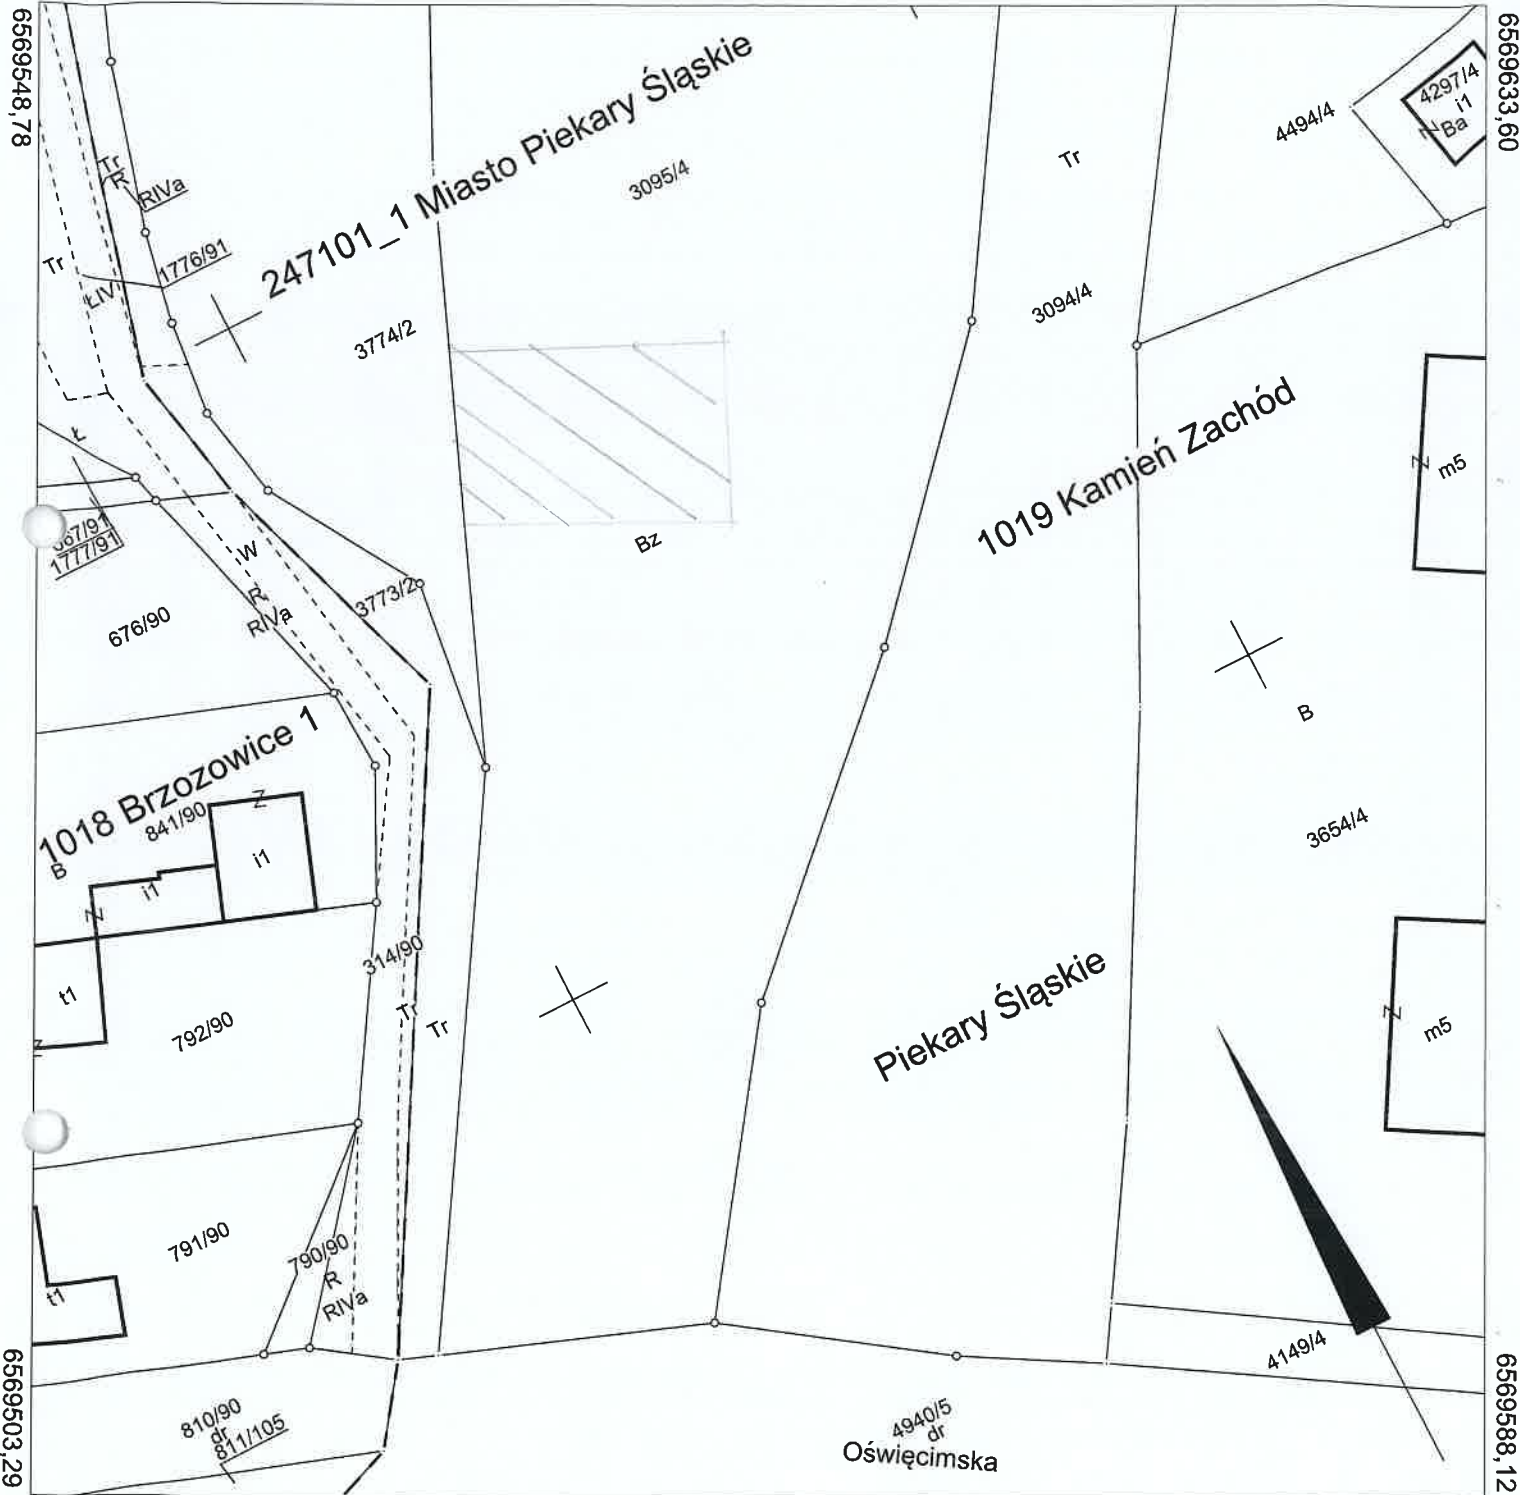 6569548,78
6569633,60
247101_1 Miasto Piekary Śląskie
3095/4
Tr
4494/4
4297/4
i1
Ba
Z
Tr
R
RIVa
1776/91
Tr
ŁIV
3774/2
3094/4
1019 Kamień Zachód
Z
m5
Ł
1777/91
W
R
RIVa
3773/2
Bz
676/90
B
1018 Brzozowice 1
841/90
Z
i1
B
i1
Z
3654/4
314/90
t1
792/90
Z
Tr
Tr
Piekary Śląskie
Z
m5
791/90
790/90
R
RIVa
t1
4149/4
810/90
dr
811/105
4940/5
dr
Oświęcimska
6569503,29
6569588,12